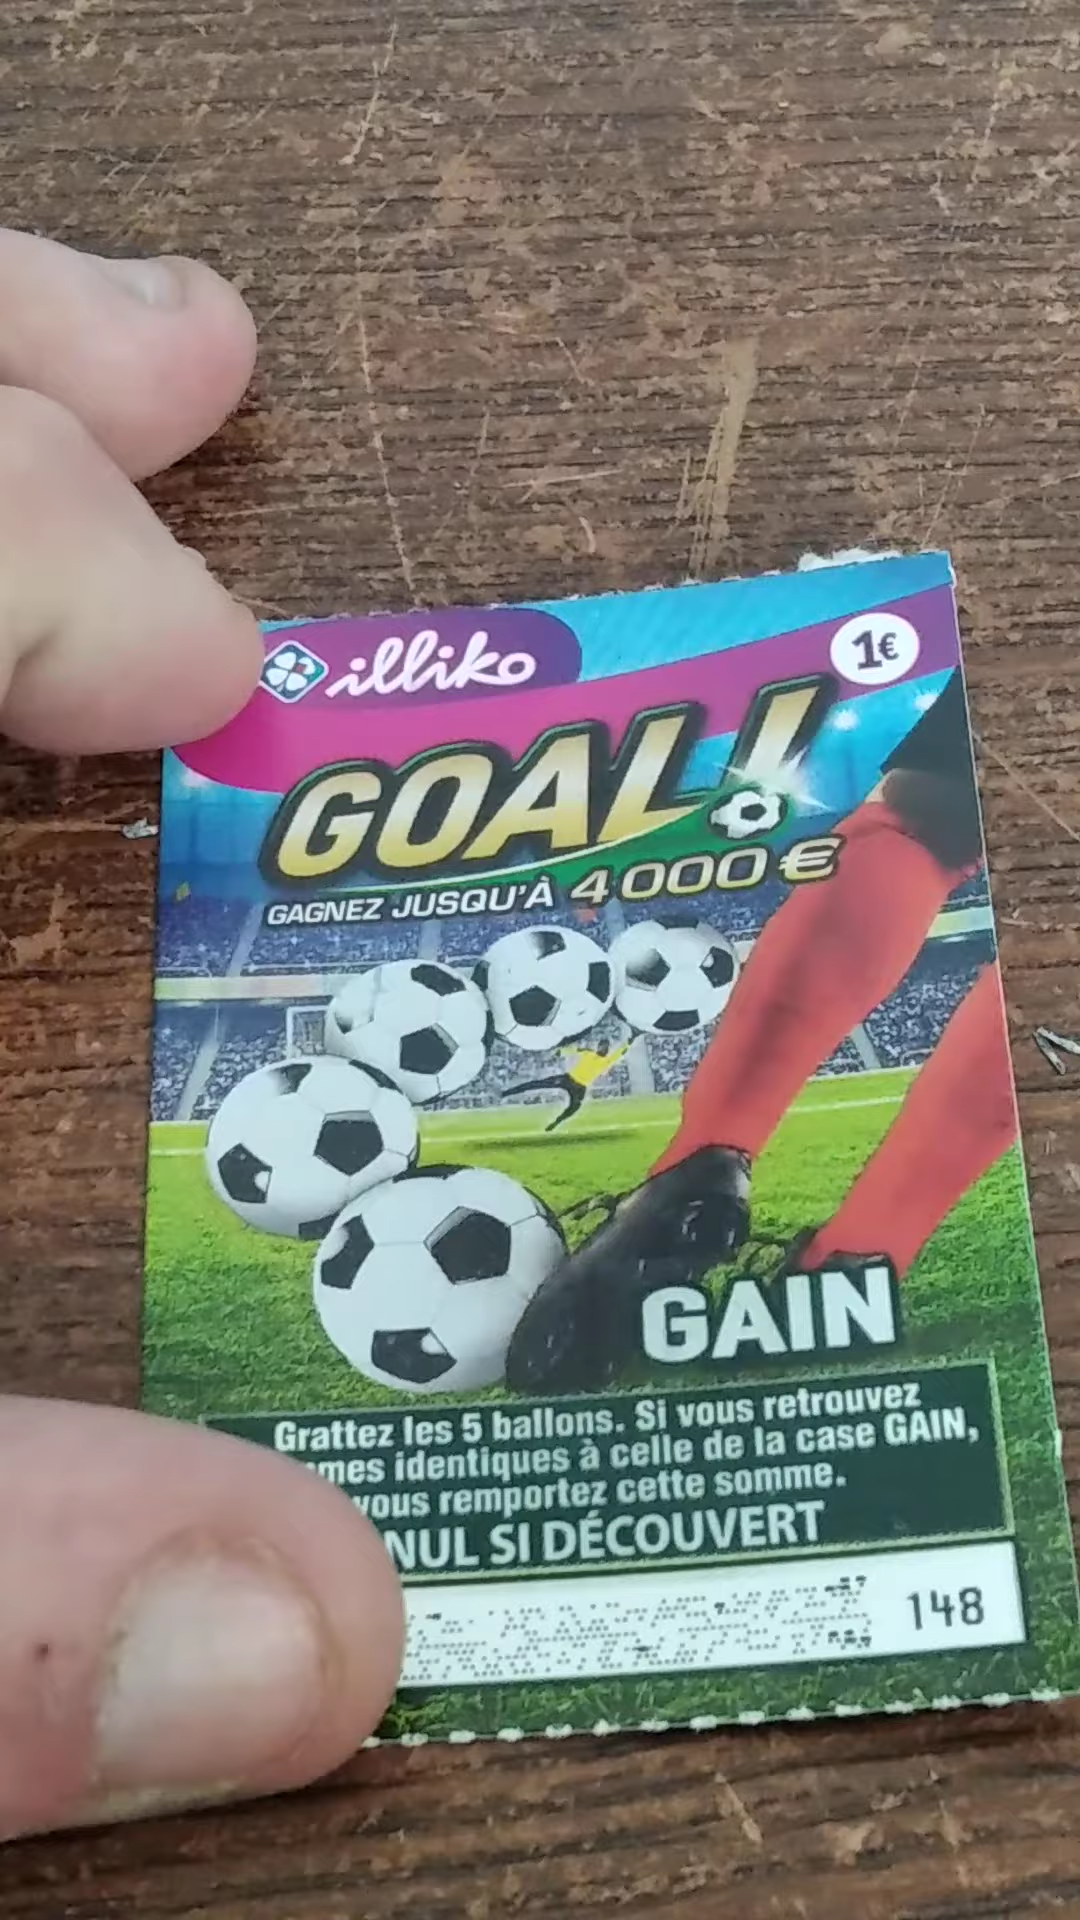 illiko
1€
GOAL!
GAGNEZ JUSQU'À 4 000 €
GAIN
Grattez les 5 ballons. Si vous retrouvez
mes identiques à celle de la case GAIN,
vous remportez cette somme.
NUL SI DÉCOUVERT
148